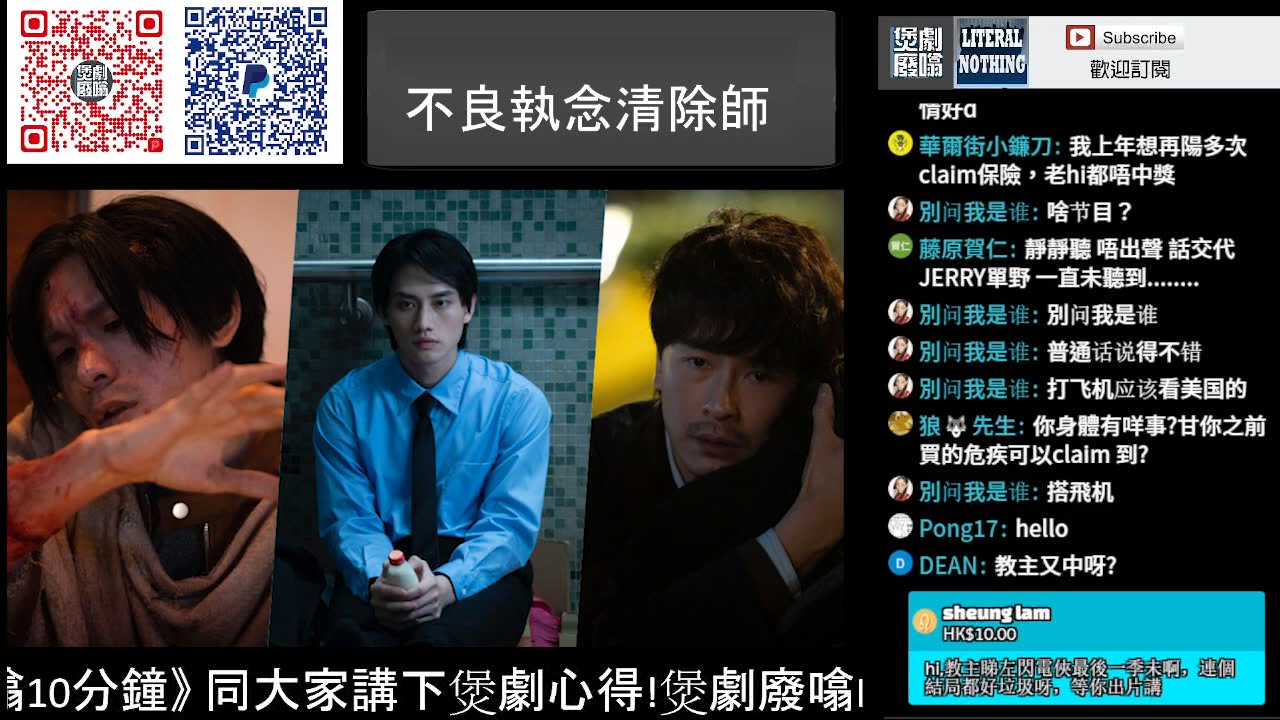 不良執念清除師
煲劇
廢噏
LITERAL
NOTHING
Subscribe
歡迎訂閱
情好d
華爾街小鐮刀: 我上年想再陽多次
claim保險，老hi都唔中獎
別问我是谁: 啥节目？
藤原賀仁: 靜靜聽 唔出聲 話交代
JERRY單野 一直未聽到........
別问我是谁: 別问我是谁
別问我是谁: 普通话说得不错
別问我是谁: 打飞机应该看美国的
狼🐺先生: 你身體有咩事?甘你之前
買的危疾可以claim 到?
別问我是谁: 搭飛机
Pong17: hello
DEAN: 教主又中呀?
sheung lam
HK$10.00
hi,教主睇左閃電俠最後一季未啊，連個
結局都好垃圾呀，等你出片講
噏10分鐘》同大家講下煲劇心得!煲劇廢噏